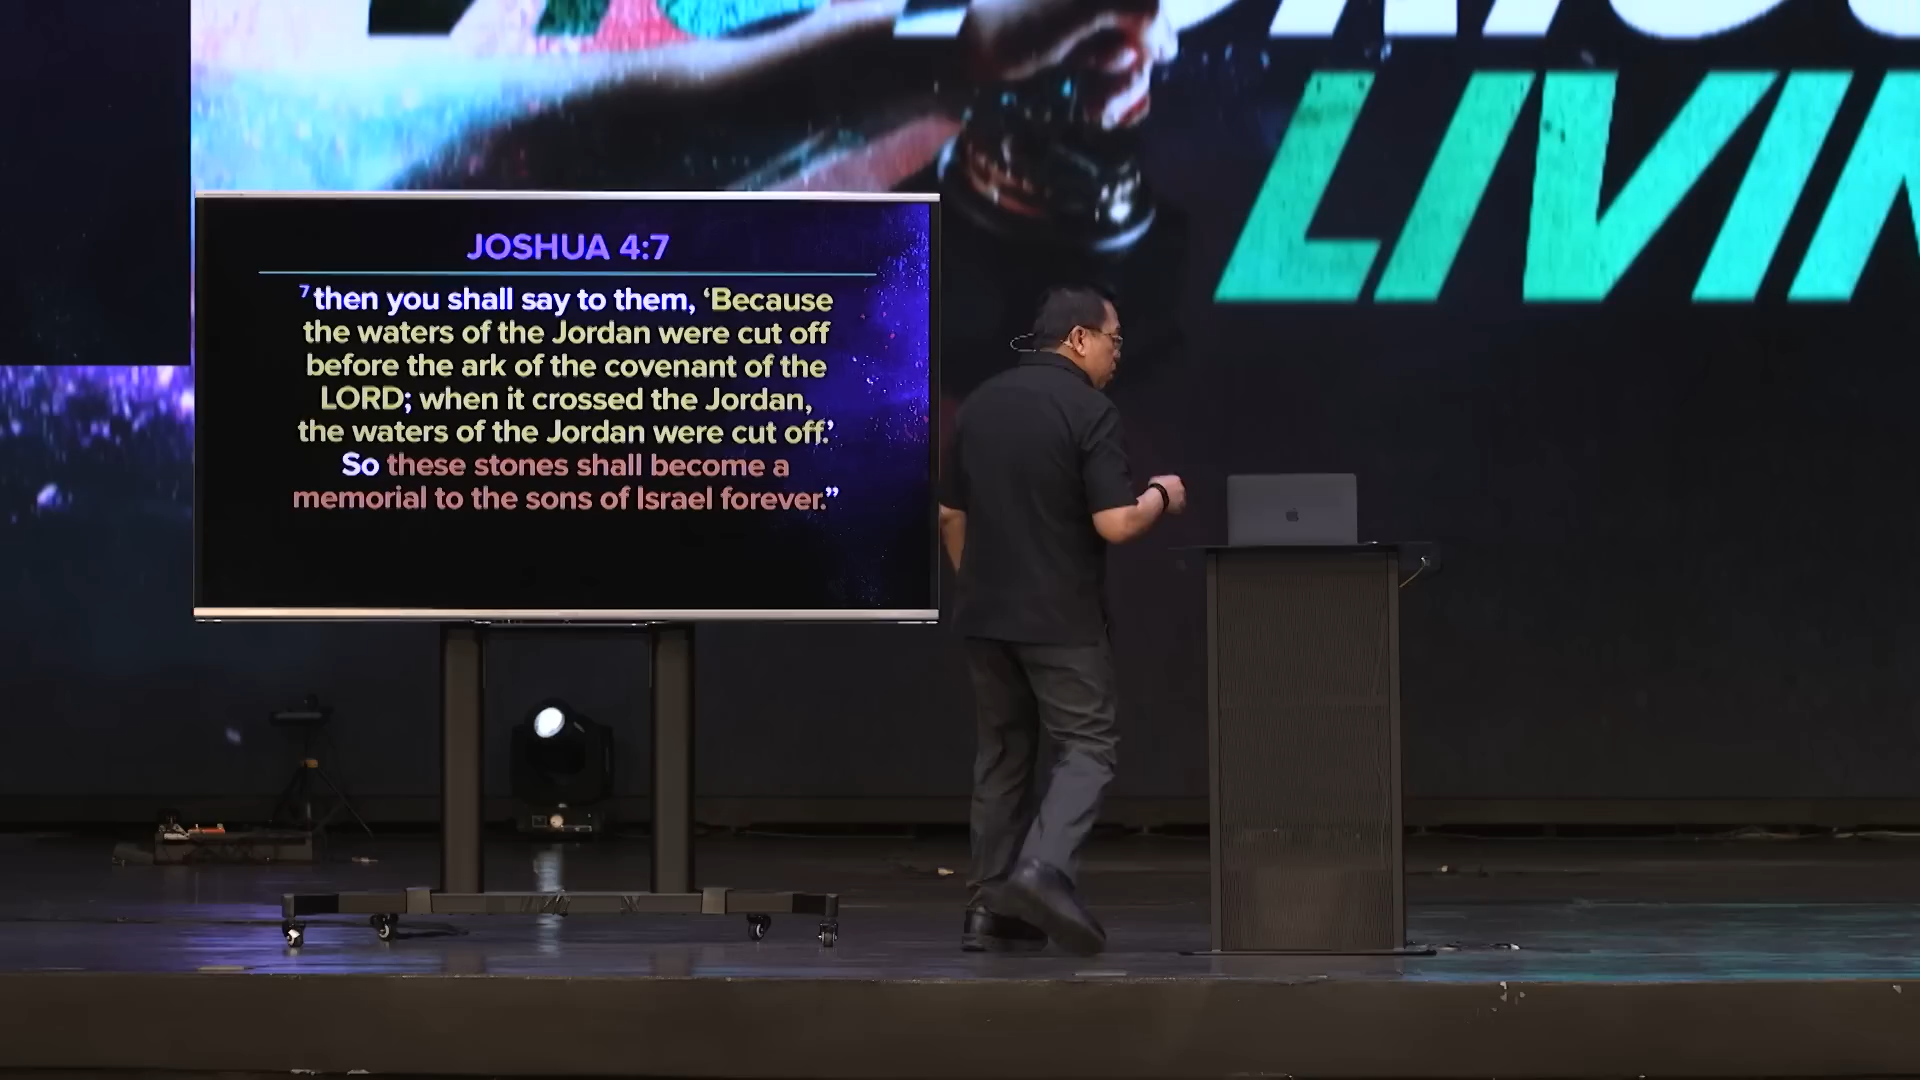 LIVIN
JOSHUA 4:7
7 then you shall say to them, ‘Because
the waters of the Jordan were cut off
before the ark of the covenant of the
LORD; when it crossed the Jordan,
the waters of the Jordan were cut off.’
So these stones shall become a
memorial to the sons of Israel forever.”